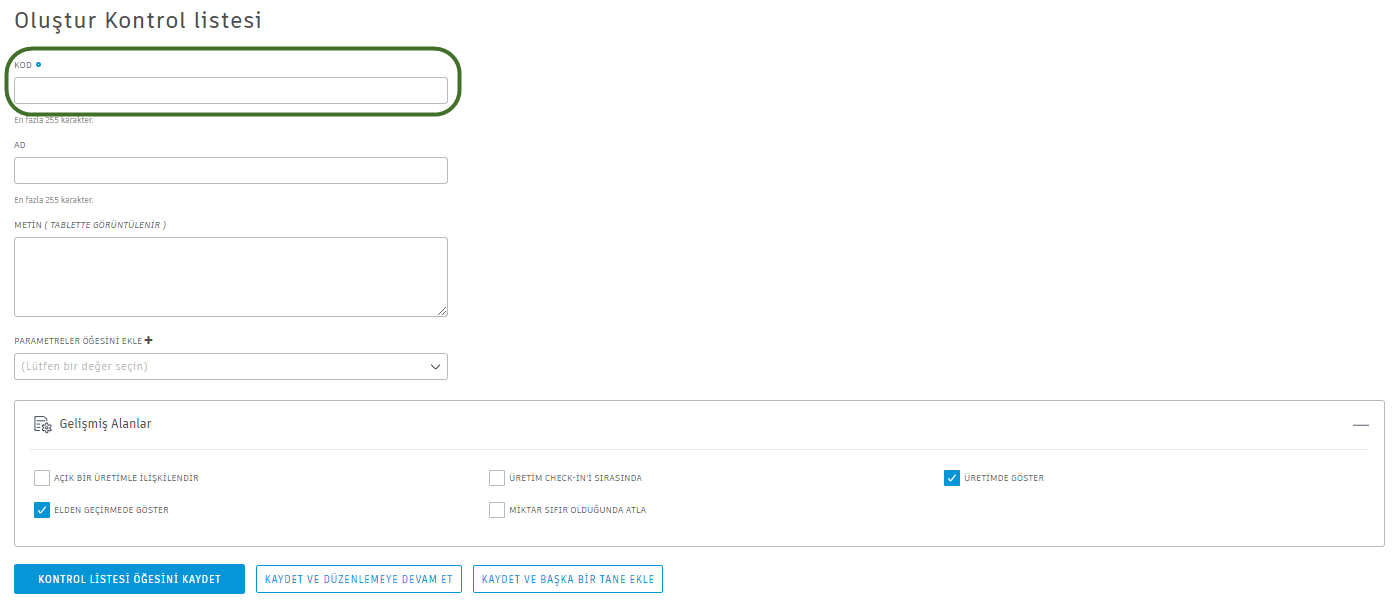 Oluştur Kontrol listesi
KOD
En fazla 255 karakter.
AD
En fazla 255 karakter.
METİN ( TABLETTE GÖRÜNTÜLENİR )
PARAMETRELER ÖĞESİNİ EKLE +
(Lütfen bir değer seçin)
Gelişmiş Alanlar
AÇIK BİR ÜRETİMLE İLİŞKİLENDİR
ÜRETİM CHECK-İN'İ SIRASINDA
ÜRETİMDE GÖSTER
ELDEN GEÇİRMEDE GÖSTER
MİKTAR SIFIR OLDUĞUNDA ATLA
KONTROL LİSTESİ ÖĞESİNİ KAYDET
KAYDET VE DÜZENLEMEYE DEVAM ET
KAYDET VE BAŞKA BİR TANE EKLE